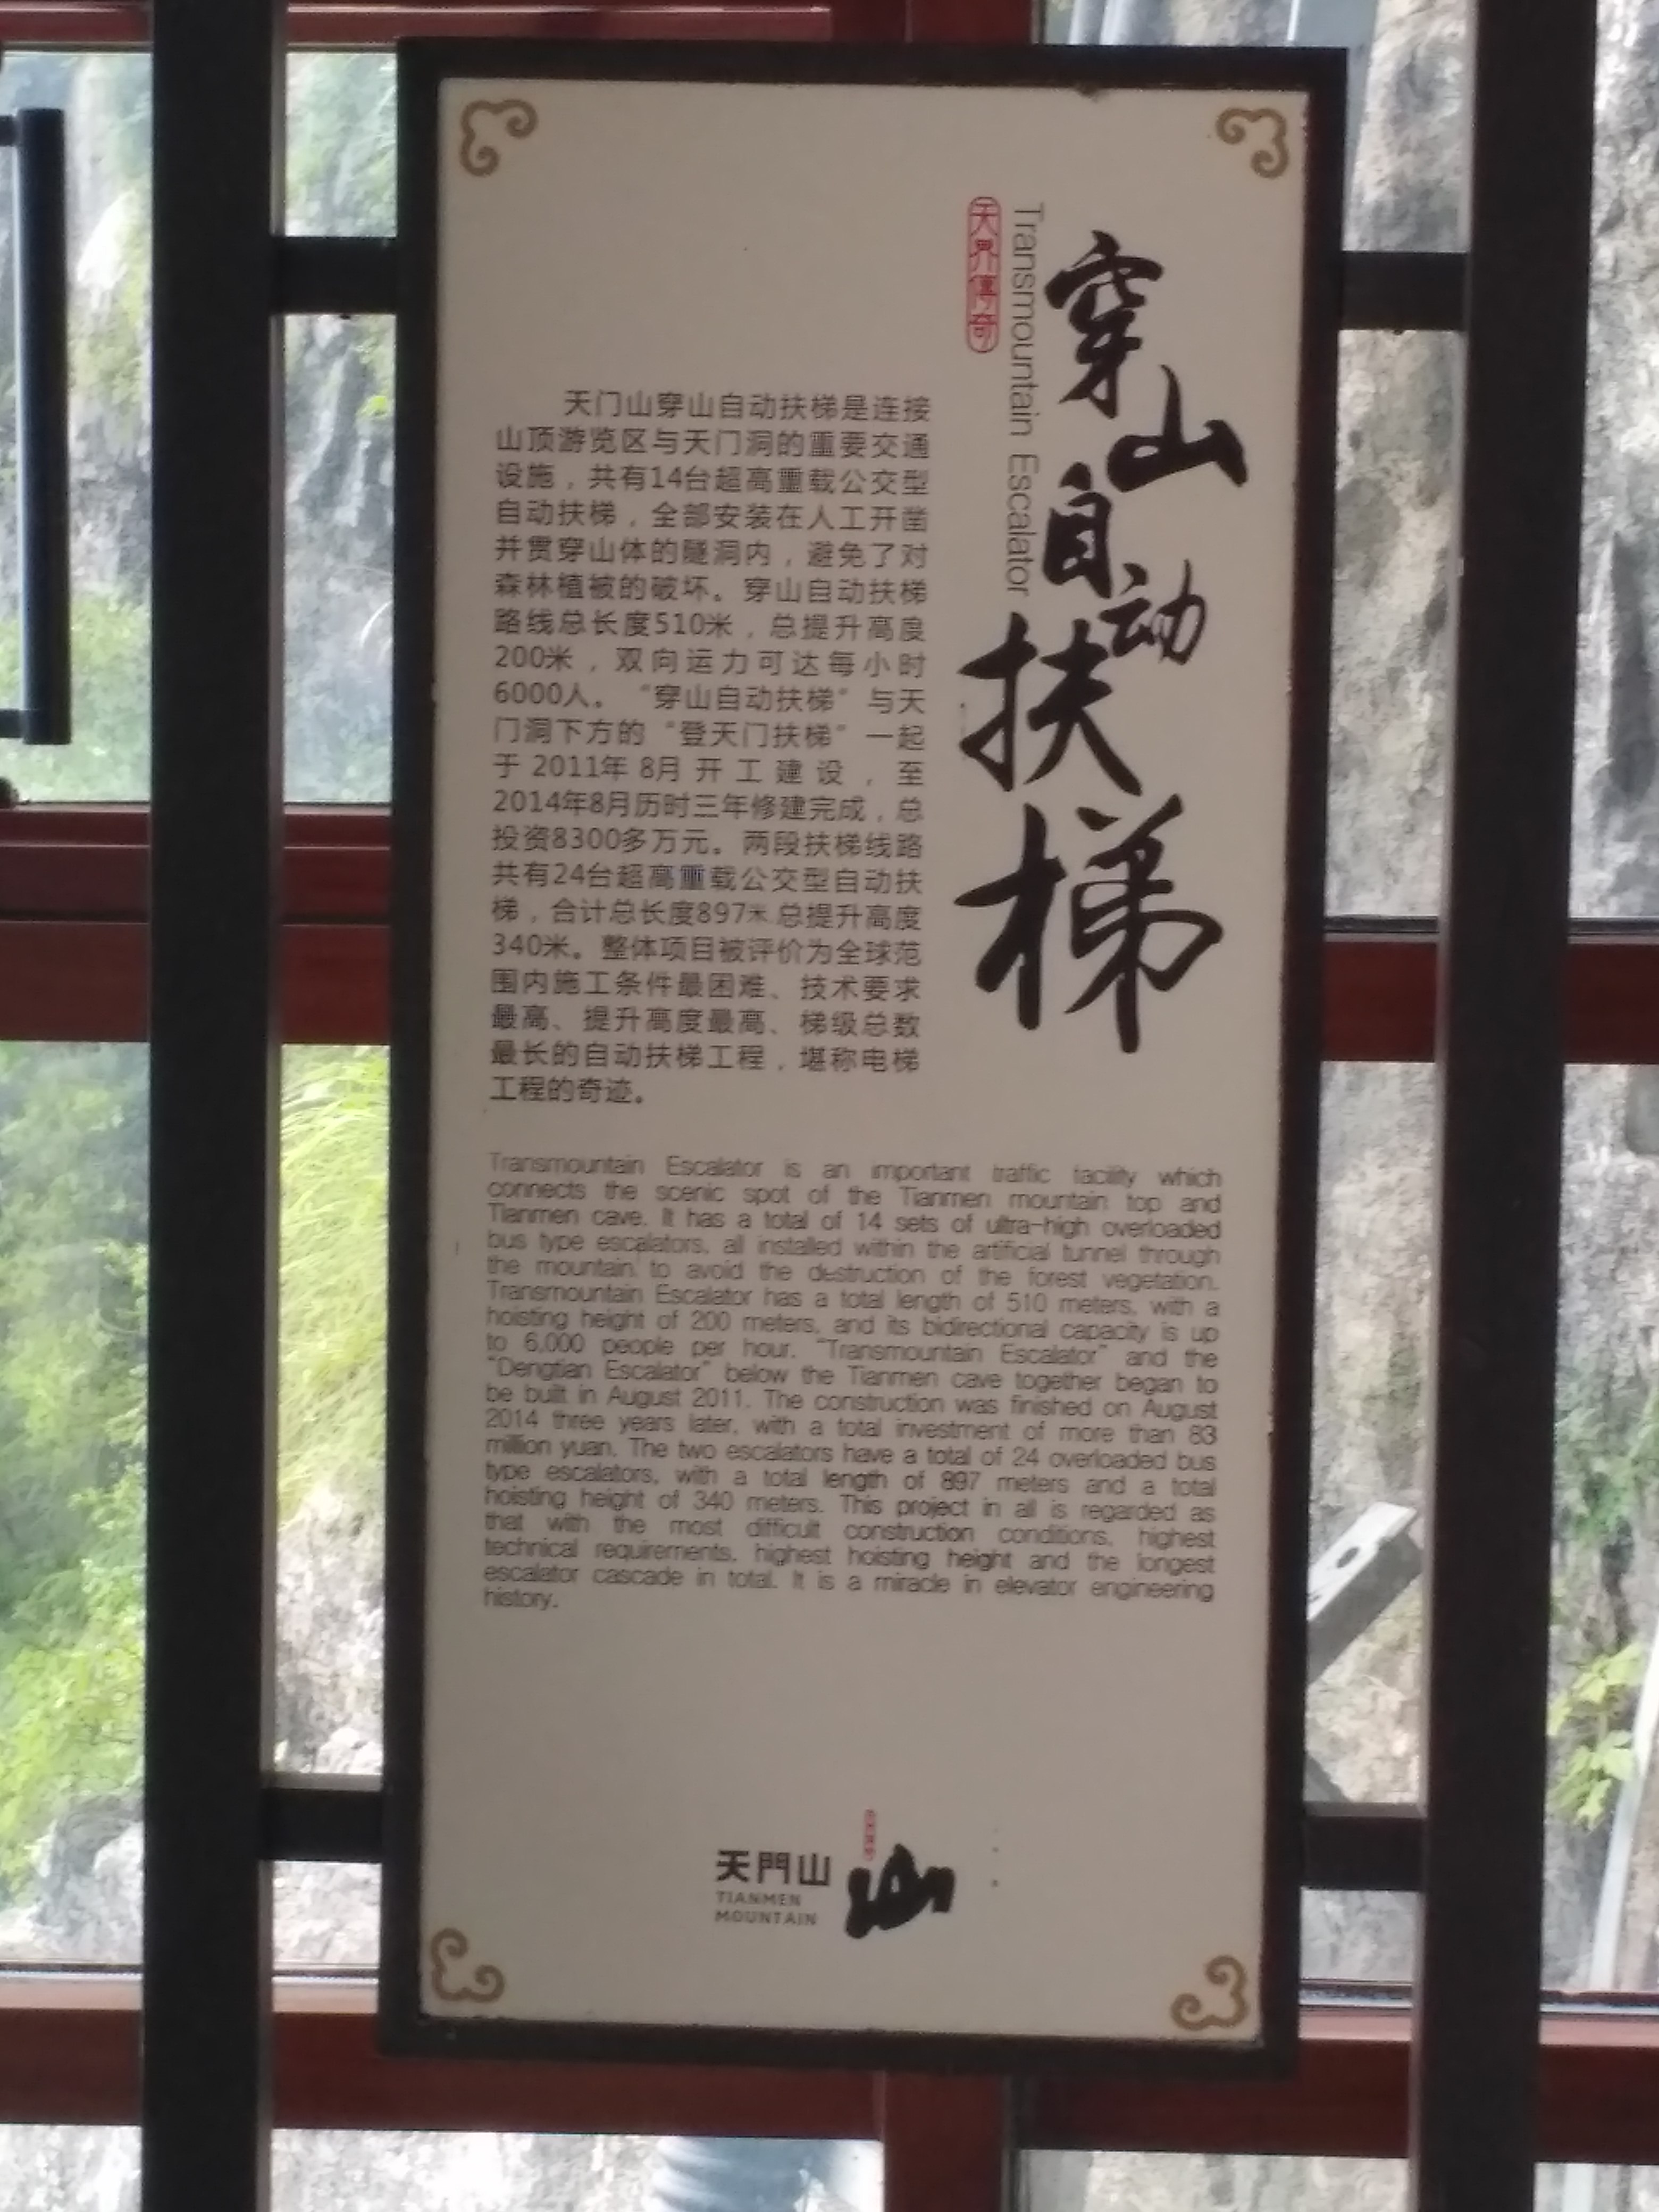 穿山自动扶梯
Transmountain Escalator
天界傳奇
天门山穿山自动扶梯是连接
山顶游览区与天门洞的重要交通
设施，共有14台超高重载公交型
自动扶梯，全部安装在人工开凿
并贯穿山体的隧洞内，避免了对
森林植被的破坏。穿山自动扶梯
路线总长度510米，总提升高度
200米，双向运力可达每小时
6000人。“穿山自动扶梯”与天
门洞下方的“登天门扶梯”一起
于2011年8月开工建设，至
2014年8月历时三年修建完成，总
投资8300多万元。两段扶梯线路
共有24台超高重载公交型自动扶
梯，合计总长度897米 总提升高度
340米。整体项目被评价为全球范
围内施工条件最困难、技术要求
最高、提升高度最高、梯级总数
最长的自动扶梯工程，堪称电梯
工程的奇迹。
Transmountain Escalator is an important traffic facility which
connects the scenic spot of the Tianmen mountain top and
Tianmen cave. It has a total of 14 sets of ultra-high overloaded
bus type escalators, all installed within the artificial tunnel through
the mountain to avoid the destruction of the forest vegetation.
Transmountain Escalator has a total length of 510 meters, with a
hoisting height of 200 meters, and its bidirectional capacity is up
to 6,000 people per hour. “Transmountain Escalator” and the
“Dengtian Escalator” below the Tianmen cave together began to
be built in August 2011. The construction was finished on August
2014 three years later, with a total investment of more than 83
million yuan. The two escalators have a total of 24 overloaded bus
type escalators, with a total length of 897 meters and a total
hoisting height of 340 meters. This project in all is regarded as
that with the most difficult construction conditions, highest
technical requirements, highest hoisting height and the longest
escalator cascade in total. It is a miracle in elevator engineering
history.
天門山
TIANMEN
MOUNTAIN